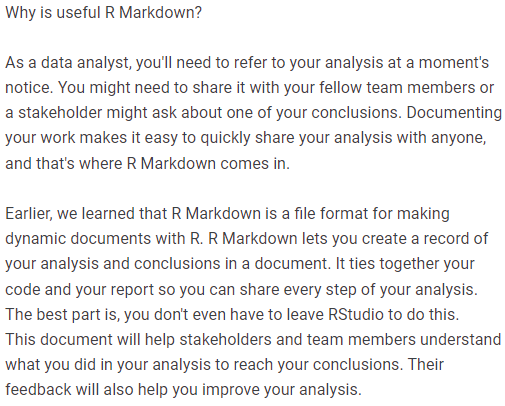 Why is useful R Markdown?
As a data analyst, you'll need to refer to your analysis at a moment's
notice. You might need to share it with your fellow team members or
a stakeholder might ask about one of your conclusions. Documenting
your work makes it easy to quickly share your analysis with anyone,
and that's where R Markdown comes in.
Earlier, we learned that R Markdown is a file format for making
dynamic documents with R. R Markdown lets you create a record of
your analysis and conclusions in a document. It ties together your
code and your report so you can share every step of your analysis.
The best part is, you don't even have to leave RStudio to do this.
This document will help stakeholders and team members understand
what you did in your analysis to reach your conclusions. Their
feedback will also help you improve your analysis.